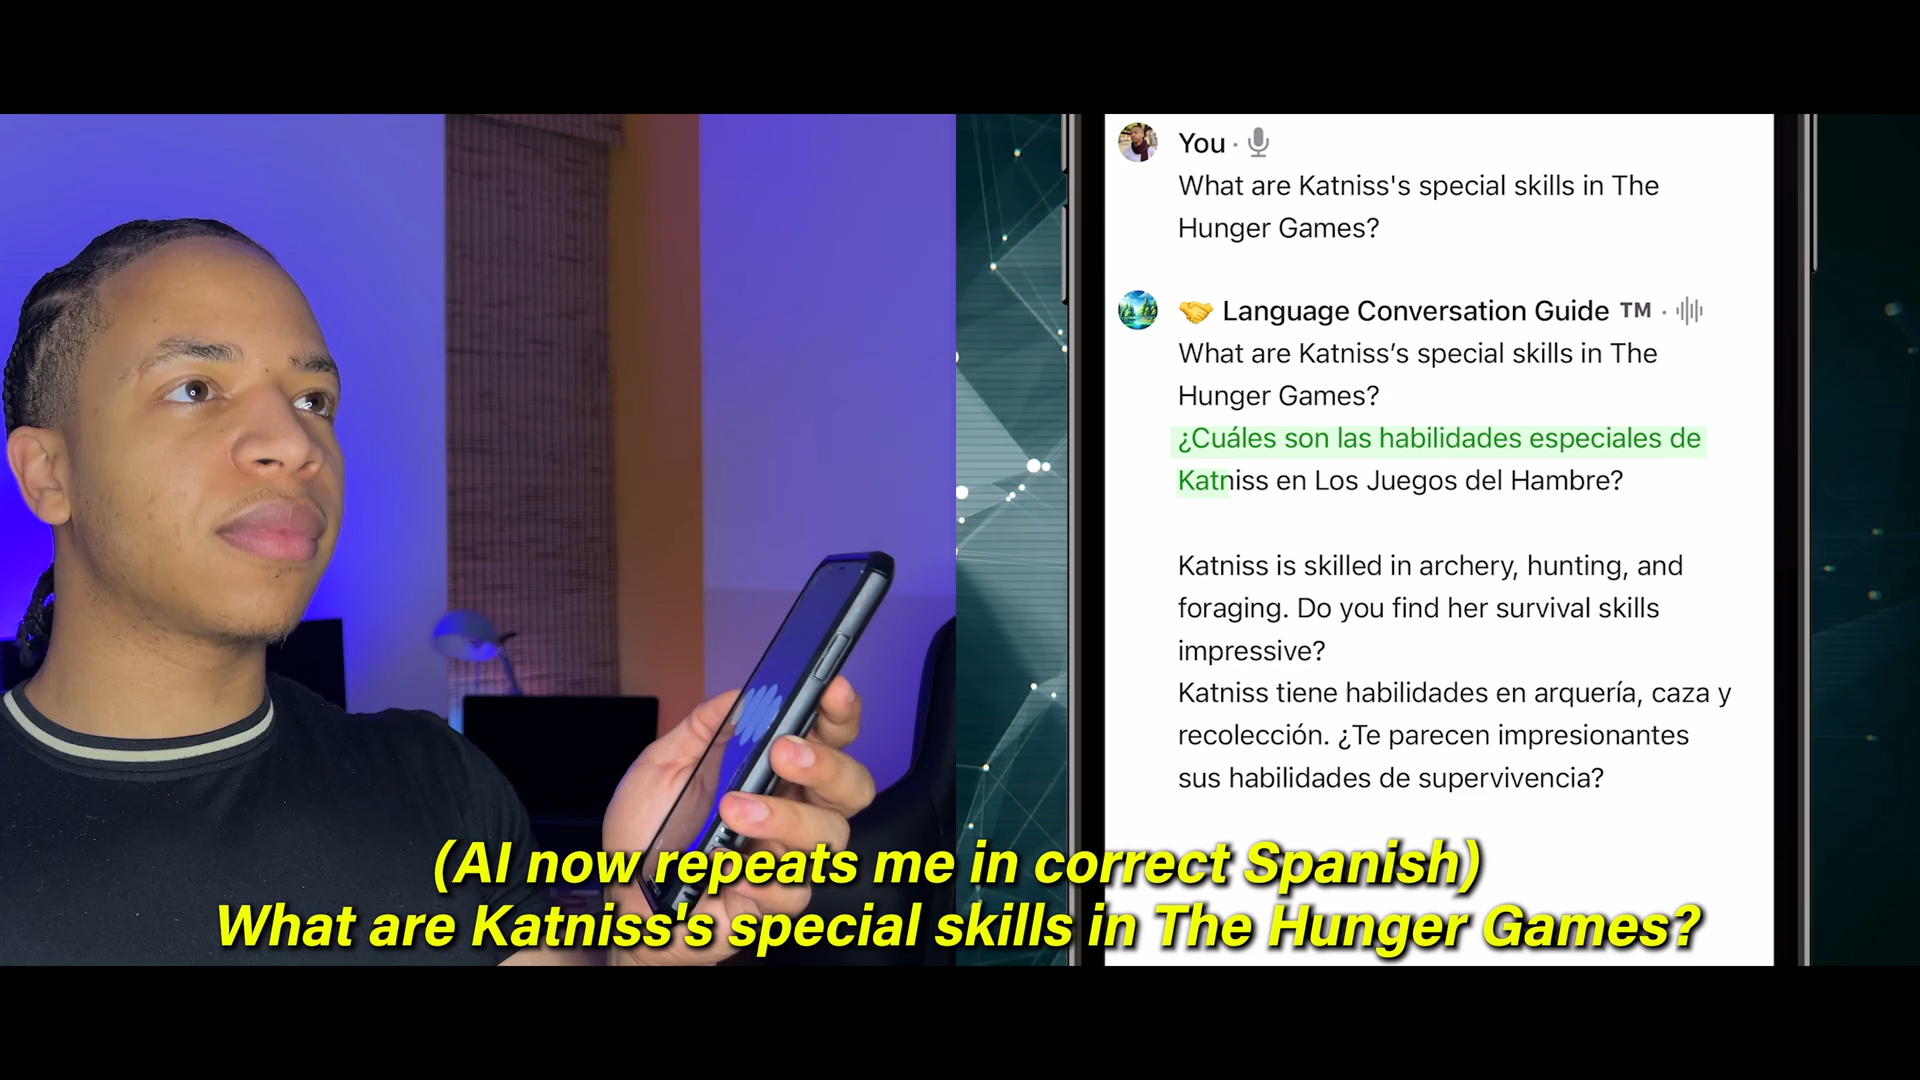 You ·
What are Katniss's special skills in The
Hunger Games?
🤝 Language Conversation Guide ™ ·
What are Katniss’s special skills in The
Hunger Games?
¿Cuáles son las habilidades especiales de
Katniss en Los Juegos del Hambre?
Katniss is skilled in archery, hunting, and
foraging. Do you find her survival skills
impressive?
Katniss tiene habilidades en arquería, caza y
recolección. ¿Te parecen impresionantes
sus habilidades de supervivencia?
(AI now repeats me in correct Spanish)
What are Katniss's special skills in The Hunger Games?